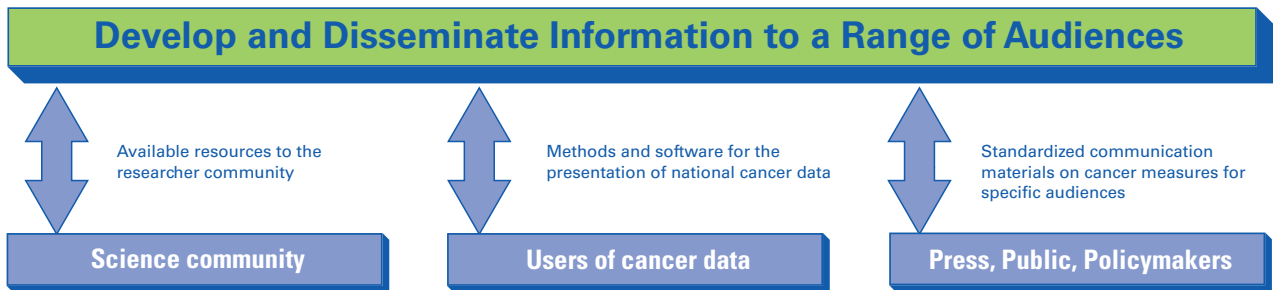 Develop and Disseminate Information to a Range of Audiences
Available resources to the
researcher community
Methods and software for the
presentation of national cancer data
Standardized communication
materials on cancer measures for
specific audiences
Science community
Users of cancer data
Press, Public, Policymakers